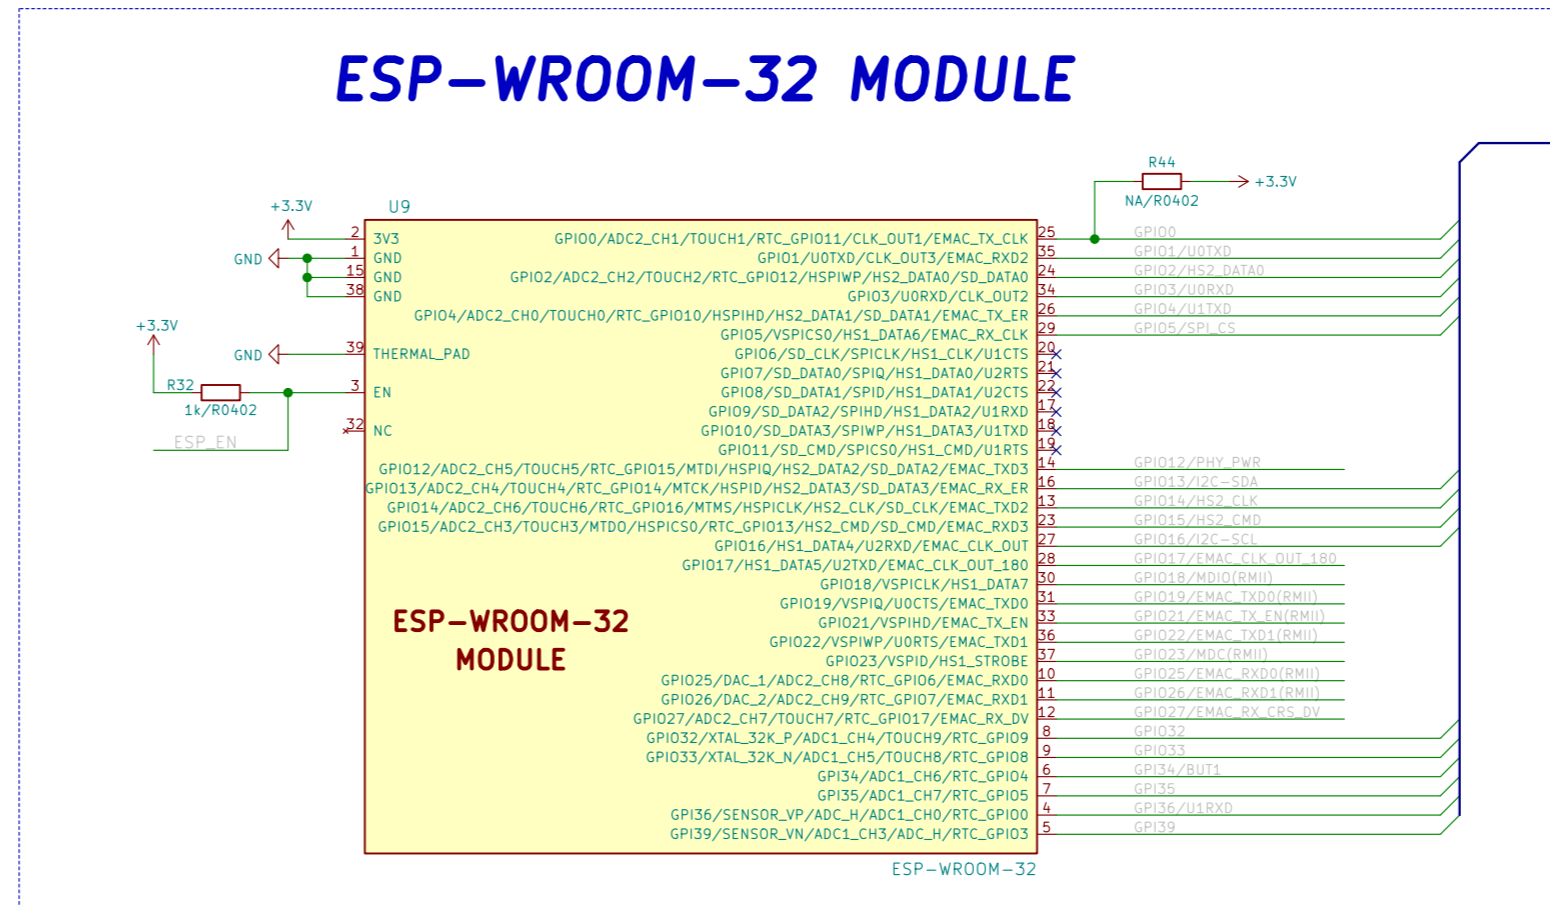 ESP-WROOM-32 MODULE
R44
+3.3V
NA/R0402
+3.3V
U9
2 3V3
GND 1 GND
15 GND
38 GND
+3.3V
GND 39 THERMAL_PAD
R32
1k/R0402
3 EN
ESP_EN
32 NC
GPIO0/ADC2_CH1/TOUCH1/RTC_GPIO11/CLK_OUT1/EMAC_TX_CLK 25 GPIO0
GPIO1/U0TXD/CLK_OUT3/EMAC_RXD2 35 GPIO1/U0TXD
GPIO2/ADC2_CH2/TOUCH2/RTC_GPIO12/HSPIWP/HS2_DATA0/SD_DATA0 24 GPIO2/HS2_DATA0
GPIO3/U0RXD/CLK_OUT2 34 GPIO3/U0RXD
GPIO4/ADC2_CH0/TOUCH0/RTC_GPIO10/HSPIHD/HS2_DATA1/SD_DATA1/EMAC_TX_ER 26 GPIO4/U1TXD
GPIO5/VSPICS0/HS1_DATA6/EMAC_RX_CLK 29 GPIO5/SPI_CS
GPIO6/SD_CLK/SPICLK/HS1_CLK/U1CTS 20
GPIO7/SD_DATA0/SPIQ/HS1_DATA0/U2RTS 21
GPIO8/SD_DATA1/SPID/HS1_DATA1/U2CTS 22
GPIO9/SD_DATA2/SPIHD/HS1_DATA2/U1RXD 17
GPIO10/SD_DATA3/SPIWP/HS1_DATA3/U1TXD 18
GPIO11/SD_CMD/SPICS0/HS1_CMD/U1RTS 19
GPIO12/ADC2_CH5/TOUCH5/RTC_GPIO15/MTDI/HSPIQ/HS2_DATA2/SD_DATA2/EMAC_TXD3 14 GPIO12/PHY_PWR
GPIO13/ADC2_CH4/TOUCH4/RTC_GPIO14/MTCK/HSPID/HS2_DATA3/SD_DATA3/EMAC_RX_ER 16 GPIO13/I2C-SDA
GPIO14/ADC2_CH6/TOUCH6/RTC_GPIO16/MTMS/HSPICLK/HS2_CLK/SD_CLK/EMAC_TXD2 13 GPIO14/HS2_CLK
GPIO15/ADC2_CH3/TOUCH3/MTDO/HSPICS0/RTC_GPIO13/HS2_CMD/SD_CMD/EMAC_RXD3 23 GPIO15/HS2_CMD
GPIO16/HS1_DATA4/U2RXD/EMAC_CLK_OUT 27 GPIO16/I2C-SCL
GPIO17/HS1_DATA5/U2TXD/EMAC_CLK_OUT_180 28 GPIO17/EMAC_CLK_OUT_180
GPIO18/VSPICLK/HS1_DATA7 30 GPIO18/MDIO(RMII)
GPIO19/VSPIQ/U0CTS/EMAC_TXD0 31 GPIO19/EMAC_TXD0(RMII)
GPIO21/VSPIHD/EMAC_TX_EN 33 GPIO21/EMAC_TX_EN(RMII)
GPIO22/VSPIWP/U0RTS/EMAC_TXD1 36 GPIO22/EMAC_TXD1(RMII)
GPIO23/VSPID/HS1_STROBE 37 GPIO23/MDC(RMII)
GPIO25/DAC_1/ADC2_CH8/RTC_GPIO6/EMAC_RXD0 10 GPIO25/EMAC_RXD0(RMII)
GPIO26/DAC_2/ADC2_CH9/RTC_GPIO7/EMAC_RXD1 11 GPIO26/EMAC_RXD1(RMII)
GPIO27/ADC2_CH7/TOUCH7/RTC_GPIO17/EMAC_RX_DV 12 GPIO27/EMAC_RX_CRS_DV
GPIO32/XTAL_32K_P/ADC1_CH4/TOUCH9/RTC_GPIO9 8 GPIO32
GPIO33/XTAL_32K_N/ADC1_CH5/TOUCH8/RTC_GPIO8 9 GPIO33
GPI34/ADC1_CH6/RTC_GPIO4 6 GPI34/BUT1
GPI35/ADC1_CH7/RTC_GPIO5 7 GPI35
GPI36/SENSOR_VP/ADC_H/ADC1_CH0/RTC_GPIO0 4 GPI36/U1RXD
GPI39/SENSOR_VN/ADC1_CH3/ADC_H/RTC_GPIO3 5 GPI39
ESP-WROOM-32
MODULE
ESP-WROOM-32